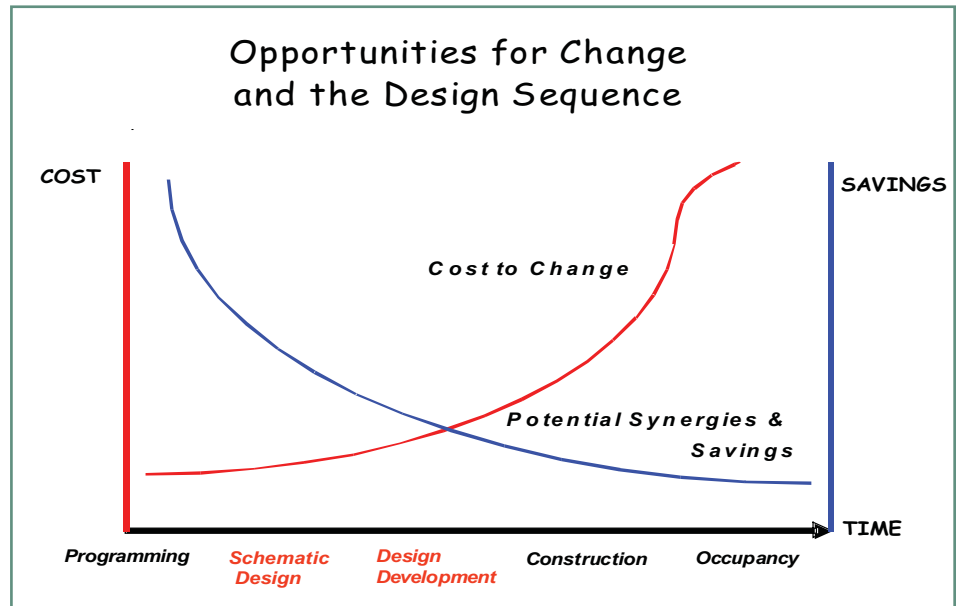 Opportunities for Change
and the Design Sequence
COST
SAVINGS
Cost to Change
Potential Synergies &
Savings
TIME
Programming
Schematic
Design
Design
Development
Construction
Occupancy